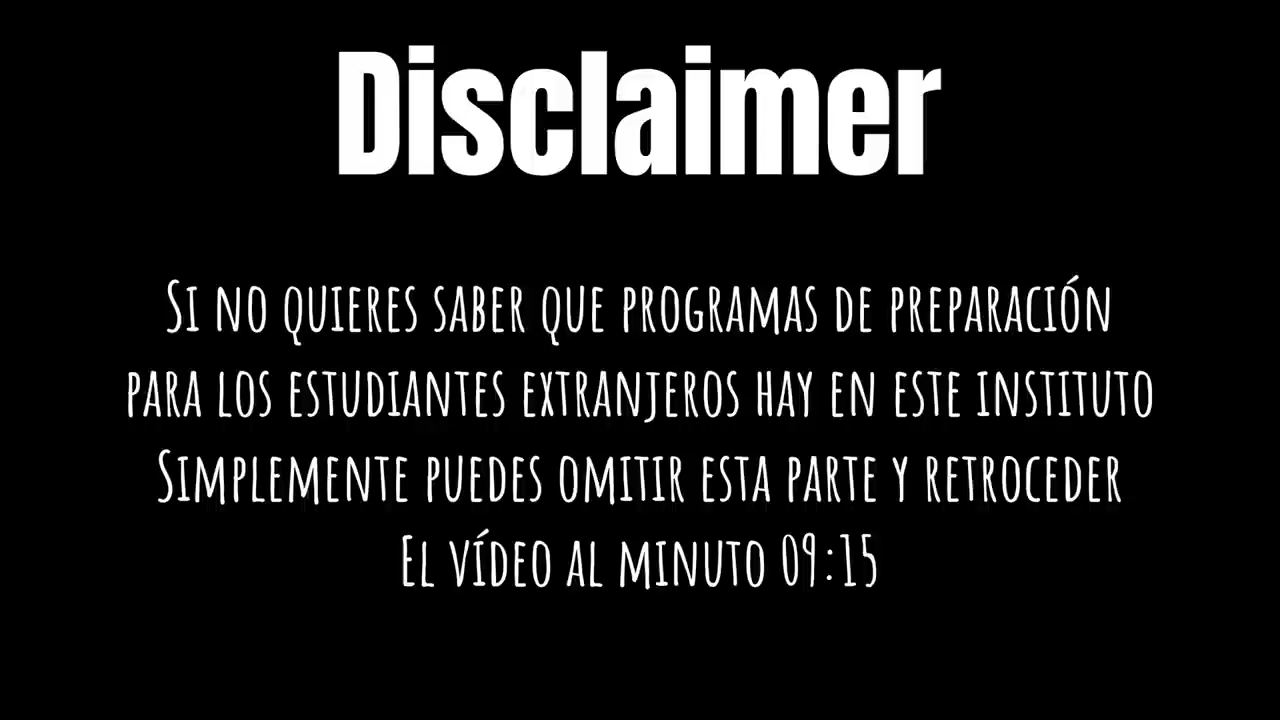 Disclaimer
Si no quieres saber que programas de preparación
para los estudiantes extranjeros hay en este instituto
Simplemente puedes omitir esta parte y retroceder
El vídeo al minuto 09:15